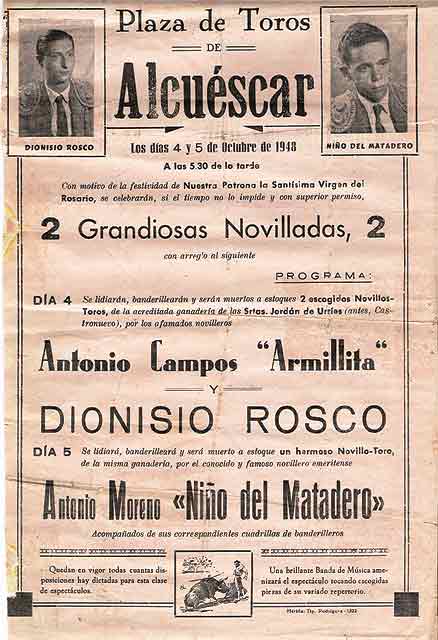 Plaza de Toros
DE
Alcuéscar
DIONISIO ROSCO
NIÑO DEL MATADERO
Los días 4 y 5 de Octubre de 1948
A las 5.30 de la tarde
Con motivo de la festividad de Nuestra Patrona la Santísima Virgen del
Rosario, se celebrarán, si el tiempo no lo impide y con superior permiso,
2 Grandiosas Novilladas, 2
con arreg'o al siguiente
PROGRAMA:
DÍA 4 Se lidiarán, banderillearán y serán muertos a estoques 2 escogidos Novillos-
Toros, de la acreditada ganadería de las Srtas. Jordán de Urries (antes, Cas-
tronuevo), por los afamados novilleros
Antonio Campos "Armillita"
Y
DIONISIO ROSCO
DÍA 5 Se lidiará, banderilleará y será muerto a estoque un hermoso Novillo-Toro,
de la misma ganadería, por el conocido y famoso novillero emeritense
Antonio Moreno «Niño del Matadero»
Acompañados de sus correspondientes cuadrillas de banderilleros
Quedan en vigor todas cuantas dis-
posiciones hay dictadas para esta clase
de espectáculos.
Una brillante Banda de Música ame-
nizará el espectáculo tocando escogidas
piezas de su variado repertorio.
Mérida: Tip. Rodríguez